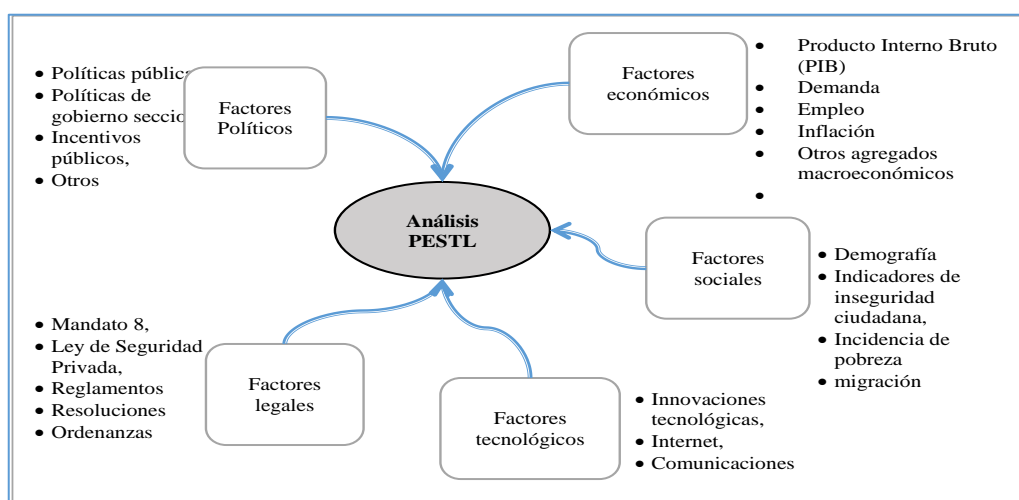 • Políticas pública
• Políticas de
gobierno seccio
• Incentivos
públicos,
• Otros
Factores
Políticos
Factores
económicos
• Producto Interno Bruto
(PIB)
• Demanda
• Empleo
• Inflación
• Otros agregados
macroeconómicos
•
Análisis
PESTL
Factores
sociales
• Demografía
• Indicadores de
inseguridad
ciudadana,
• Incidencia de
pobreza
• migración
• Mandato 8,
• Ley de Seguridad
Privada,
• Reglamentos
• Resoluciones
• Ordenanzas
Factores
legales
Factores
tecnológicos
• Innovaciones
tecnológicas,
• Internet,
• Comunicaciones